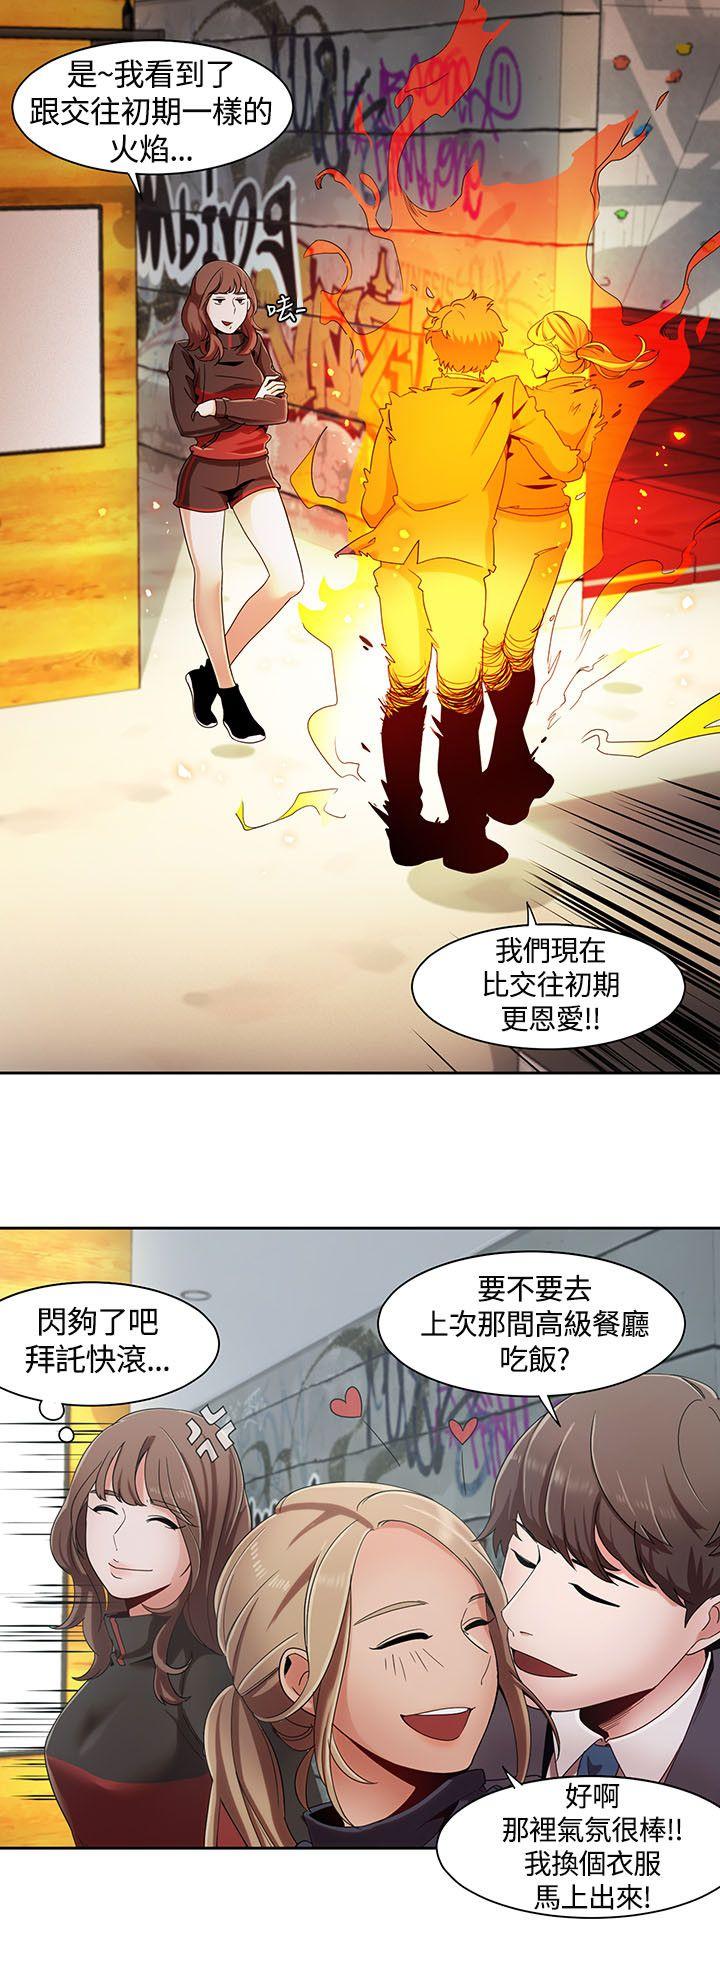 是~我看到了
跟交往初期一樣的
火焰...
呿~
我們現在
比交往初期
更恩愛!!
閃夠了吧
拜託快滾...
要不要去
上次那間高級餐廳
吃飯?
好啊
那裡氣氛很棒!!
我換個衣服
馬上出來!